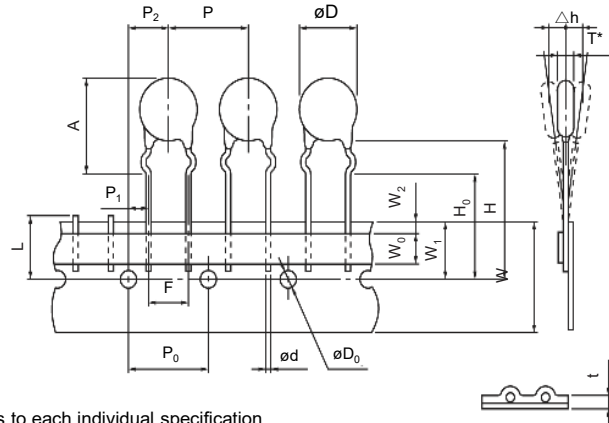 P₂ P øD △h
T*
A
P₁
W₂
H₀
H
L
W₀
W₁
W
F
P₀ ød øD₀
t
s to each individual specification